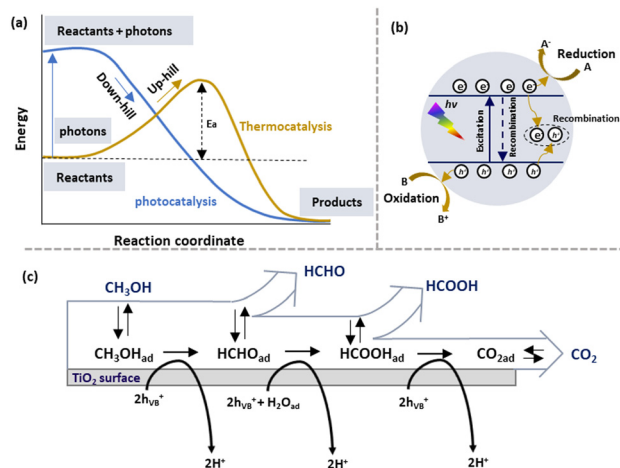 (a)
Reactants + photons
Down-hill
Up-hill
Ea
Thermocatalysis
photons
Energy
Reactants
photocatalysis
Products
Reaction coordinate
(b)
A-
Reduction
A
e e e e
hv
Excitation
Recombination
Recombination
e h+
h+ h+ h+ h+
B
Oxidation
B+
(c)
HCHO
CH3OH
HCOOH
CH3OHad
HCHOad
HCOOHad
CO2ad
CO2
TiO2 surface
2hVB+
2hVB+ + H2Oad
2hVB+
2H+
2H+
2H+